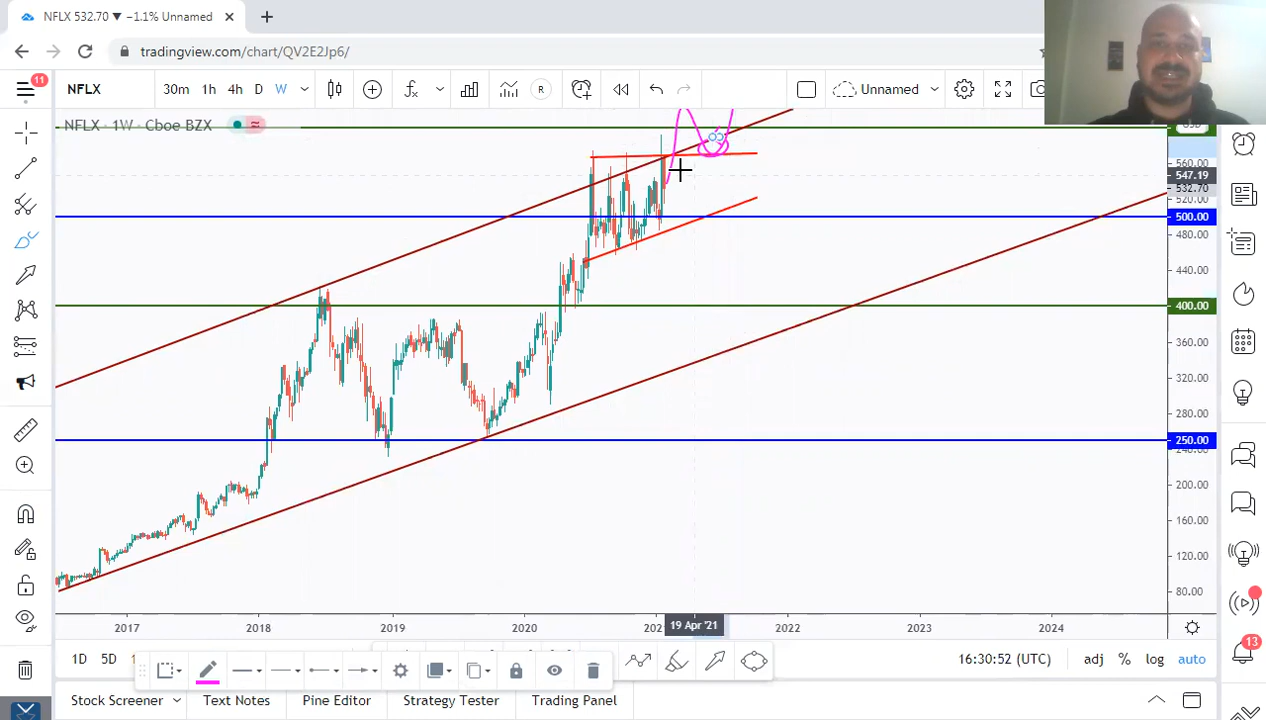 NFLX 532.70 ▼ −1.1% Unnamed
tradingview.com/chart/QV2E2Jp6/
11
NFLX
30m 1h 4h D W
R
Unnamed
NFLX · 1W · Cboe BZX
560.00
547.19
532.70
520.00
500.00
480.00
440.00
400.00
360.00
320.00
280.00
250.00
200.00
160.00
120.00
80.00
2017 2018 2019 2020 19 Apr '21 2022 2023 2024
1D 5D
16:30:52 (UTC) adj % log auto
13
Stock Screener Text Notes Pine Editor Strategy Tester Trading Panel